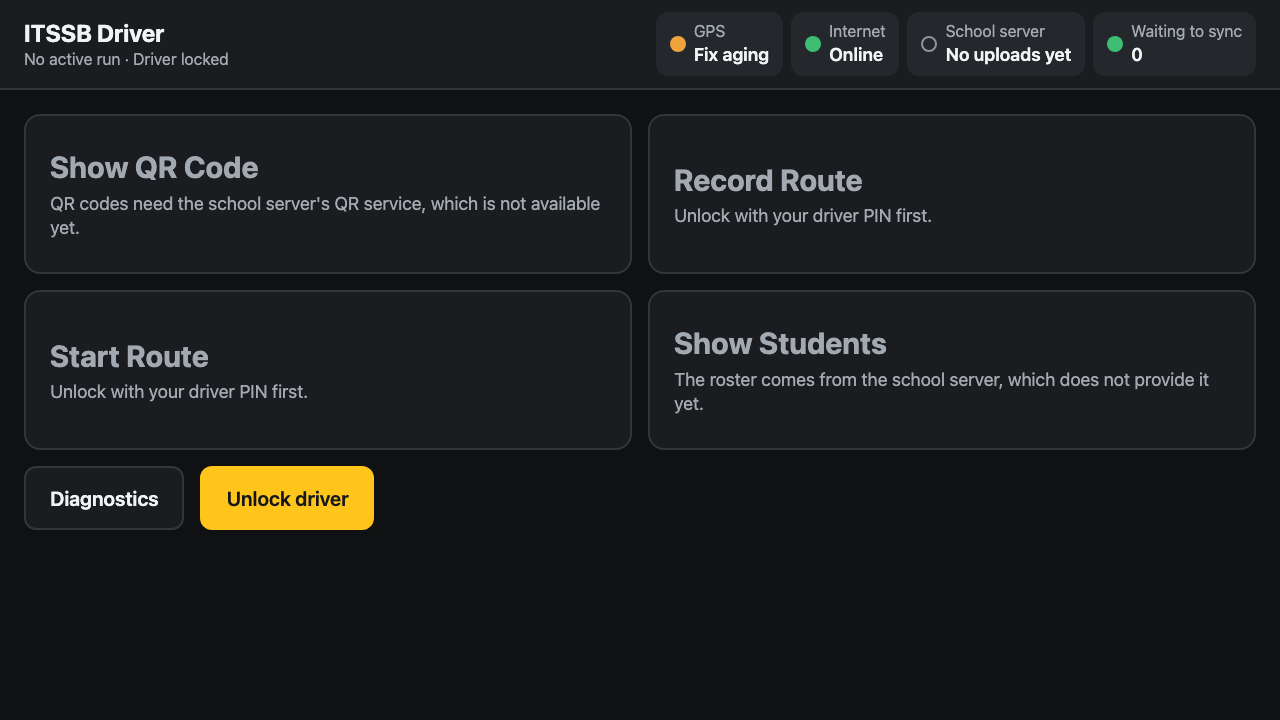 ITSSB Driver
No active run · Driver locked
GPS
Fix aging
Internet
Online
School server
No uploads yet
Waiting to sync
0
Show QR Code
QR codes need the school server's QR service, which is not available
yet.
Record Route
Unlock with your driver PIN first.
Start Route
Unlock with your driver PIN first.
Show Students
The roster comes from the school server, which does not provide it
yet.
Diagnostics
Unlock driver